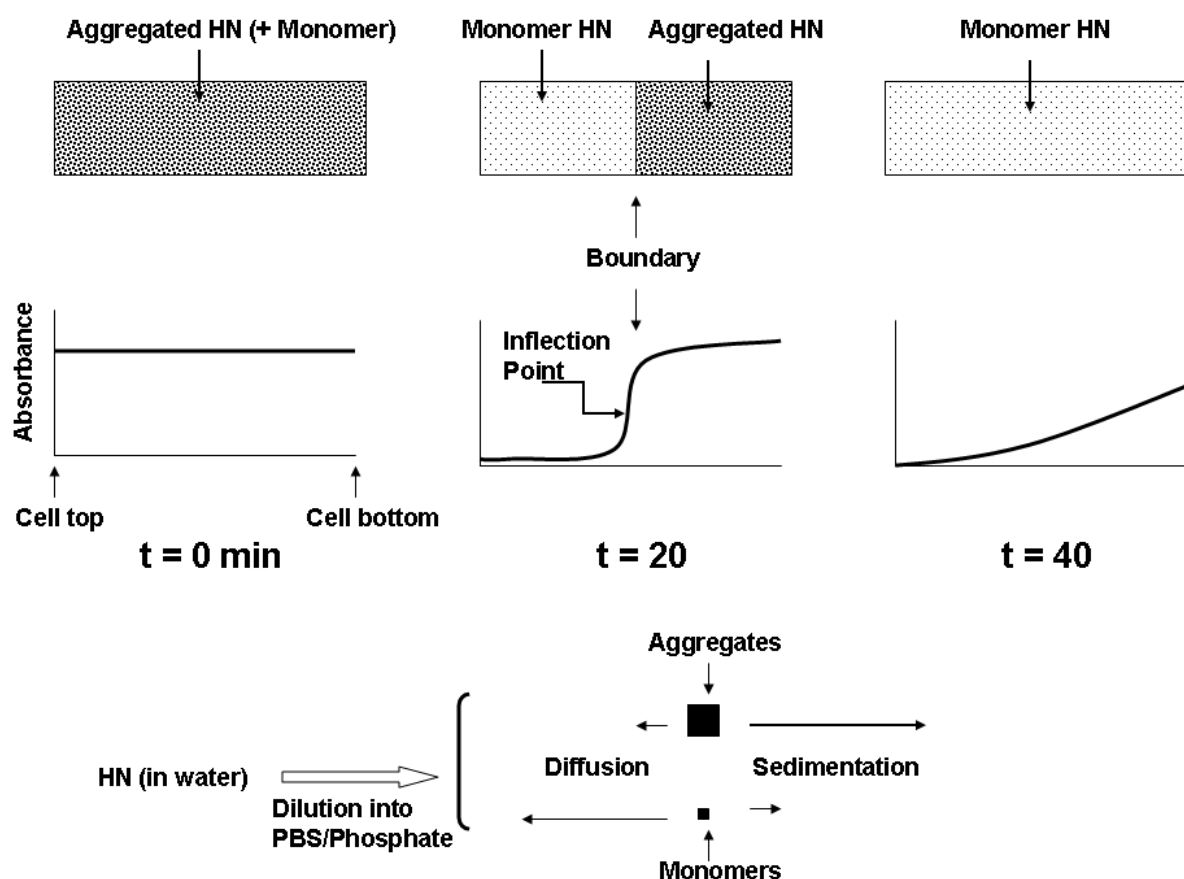 Aggregated HN (+ Monomer)
Monomer HN
Aggregated HN
Monomer HN
Boundary
Absorbance
Inflection
Point
Cell top
Cell bottom
t = 0 min
t = 20
t = 40
Aggregates
HN (in water)
Dilution into
PBS/Phosphate
Diffusion
Sedimentation
Monomers